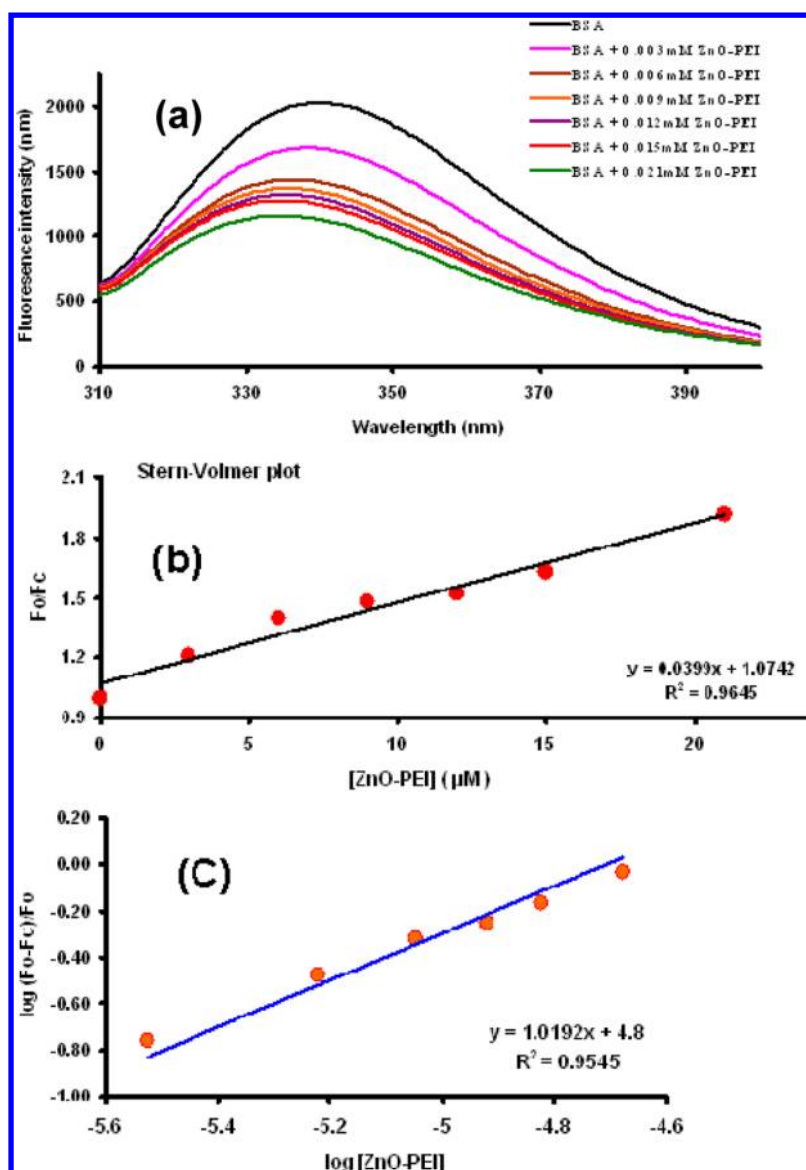 BSA
BSA + 0.003mM ZnO-PEI
BSA + 0.006mM ZnO-PEI
BSA + 0.009mM ZnO-PEI
BSA + 0.012mM ZnO-PEI
BSA + 0.015mM ZnO-PEI
BSA + 0.021mM ZnO-PEI
(a)
Fluoresence intensity (nm)
2000
1500
1000
500
0
310 330 350 370 390
Wavelength (nm)
Stern-Volmer plot
(b)
Fo/Fc
2.1
1.8
1.5
1.2
0.9
y = 0.0399x + 1.0742
R² = 0.9645
0 5 10 15 20
[ZnO-PEI] (µM)
(C)
log (Fo-Fc)/Fo
0.20
0.00
-0.20
-0.40
-0.60
-0.80
-1.00
y = 1.0192x + 4.8
R² = 0.9545
-5.6 -5.4 -5.2 -5 -4.8 -4.6
log [ZnO-PEI]